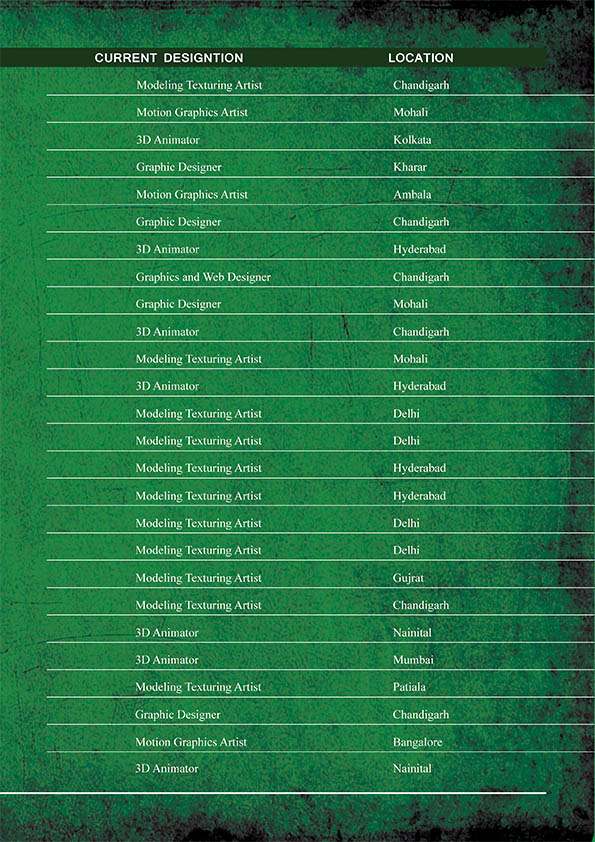 CURRENT DESIGNTION LOCATION
Modeling Texturing Artist Chandigarh
Motion Graphics Artist Mohali
3D Animator Kolkata
Graphic Designer Kharar
Motion Graphics Artist Ambala
Graphic Designer Chandigarh
3D Animator Hyderabad
Graphics and Web Designer Chandigarh
Graphic Designer Mohali
3D Animator Chandigarh
Modeling Texturing Artist Mohali
3D Animator Hyderabad
Modeling Texturing Artist Delhi
Modeling Texturing Artist Delhi
Modeling Texturing Artist Hyderabad
Modeling Texturing Artist Hyderabad
Modeling Texturing Artist Delhi
Modeling Texturing Artist Delhi
Modeling Texturing Artist Gujrat
Modeling Texturing Artist Chandigarh
3D Animator Nainital
3D Animator Mumbai
Modeling Texturing Artist Patiala
Graphic Designer Chandigarh
Motion Graphics Artist Bangalore
3D Animator Nainital